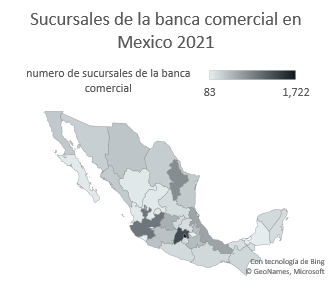 Sucursales de la banca comercial en
Mexico 2021
numero de sucursales de la banca
comercial
83
1,722
Con tecnología de Bing
© GeoNames, Microsoft